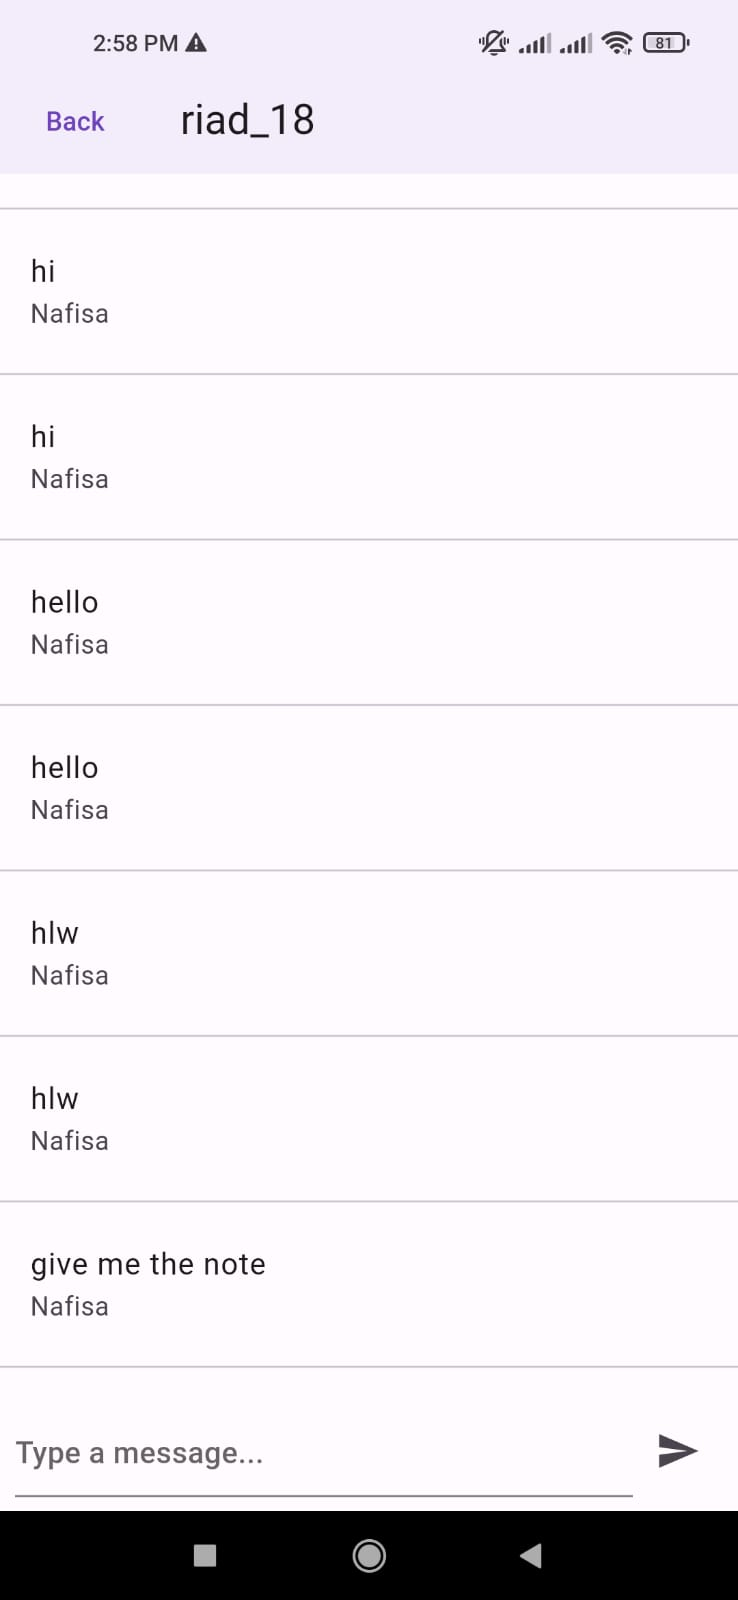 2:58 PM
81
Back riad_18
hi
Nafisa
hi
Nafisa
hello
Nafisa
hello
Nafisa
hlw
Nafisa
hlw
Nafisa
give me the note
Nafisa
Type a message...